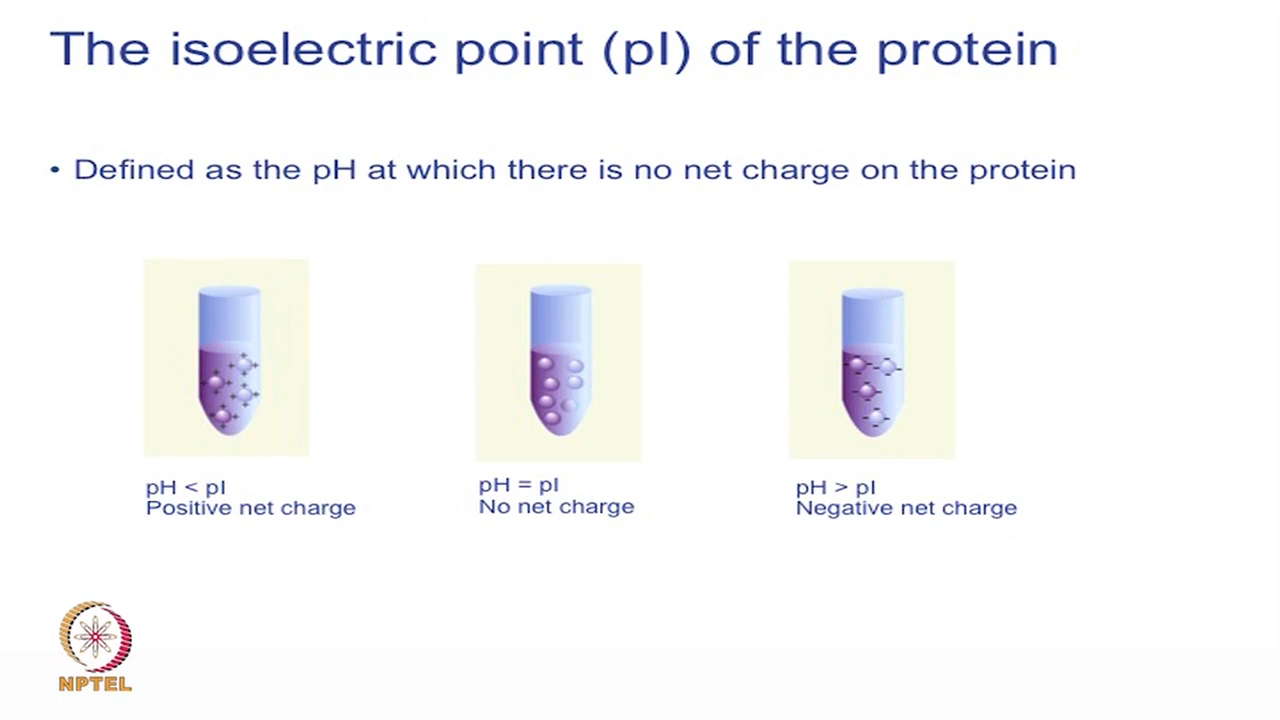 The isoelectric point (pI) of the protein
• Defined as the pH at which there is no net charge on the protein
pH < pI
Positive net charge
pH = pI
No net charge
pH > pI
Negative net charge
NPTEL